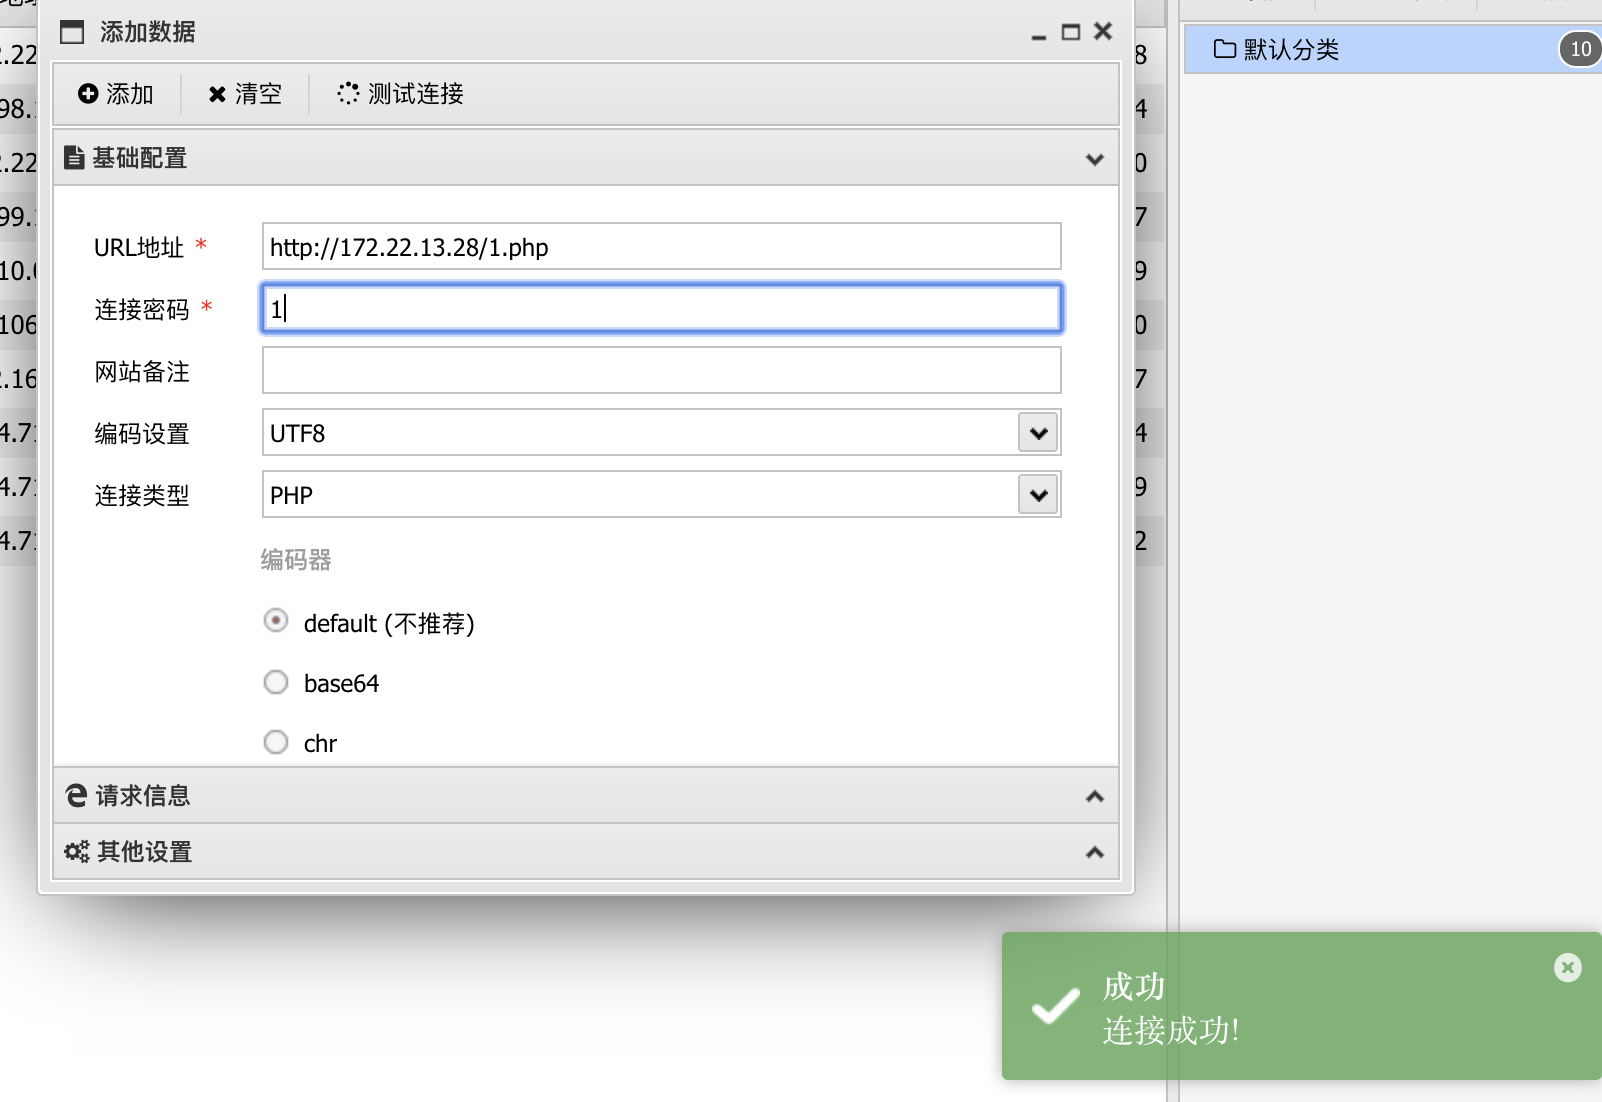 添加数据
添加 清空 测试连接
基础配置
URL地址 * http://172.22.13.28/1.php
连接密码 * 1
网站备注
编码设置 UTF8
连接类型 PHP
编码器
default (不推荐)
base64
chr
请求信息
其他设置
默认分类 10
.22
98.
.22
99.
10.
106
.16
4.7
4.7
4.7
8
4
0
7
9
0
7
4
9
2
成功
连接成功!